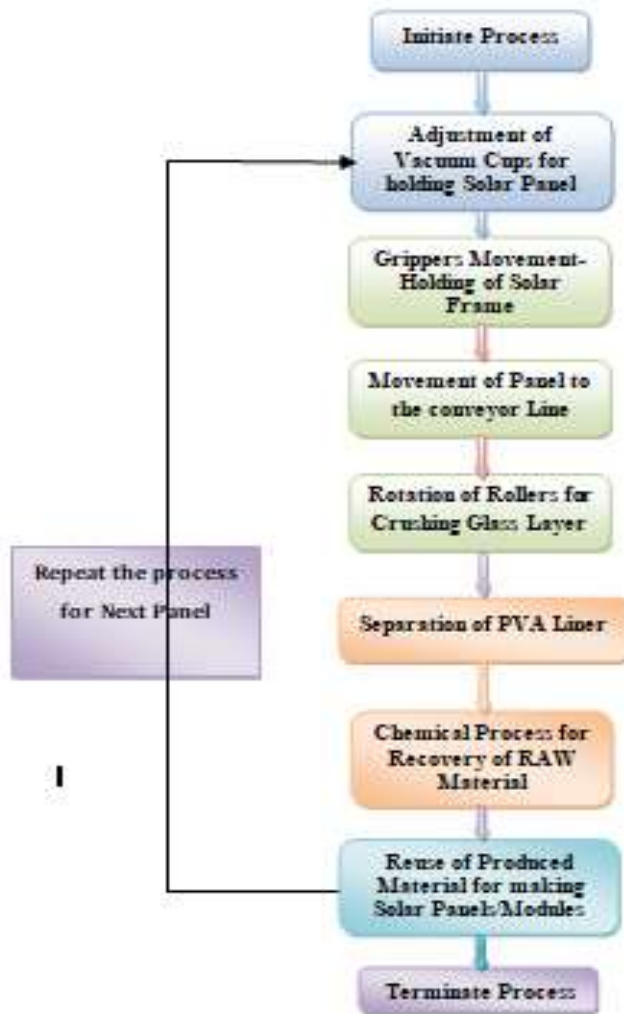 Initiate Process
Adjustment of
Vacuum Cups for
holding Solar Panel
Grippers Movement-
Holding of Solar
Frame
Movement of Panel to
the conveyor Line
Rotation of Rollers for
Crushing Glass Layer
Repeat the process
for Next Panel
Separation of PVA Liner
Chemical Process for
Recovery of RAW
Material
Reuse of Produced
Material for making
Solar Panels/Modules
Terminate Process